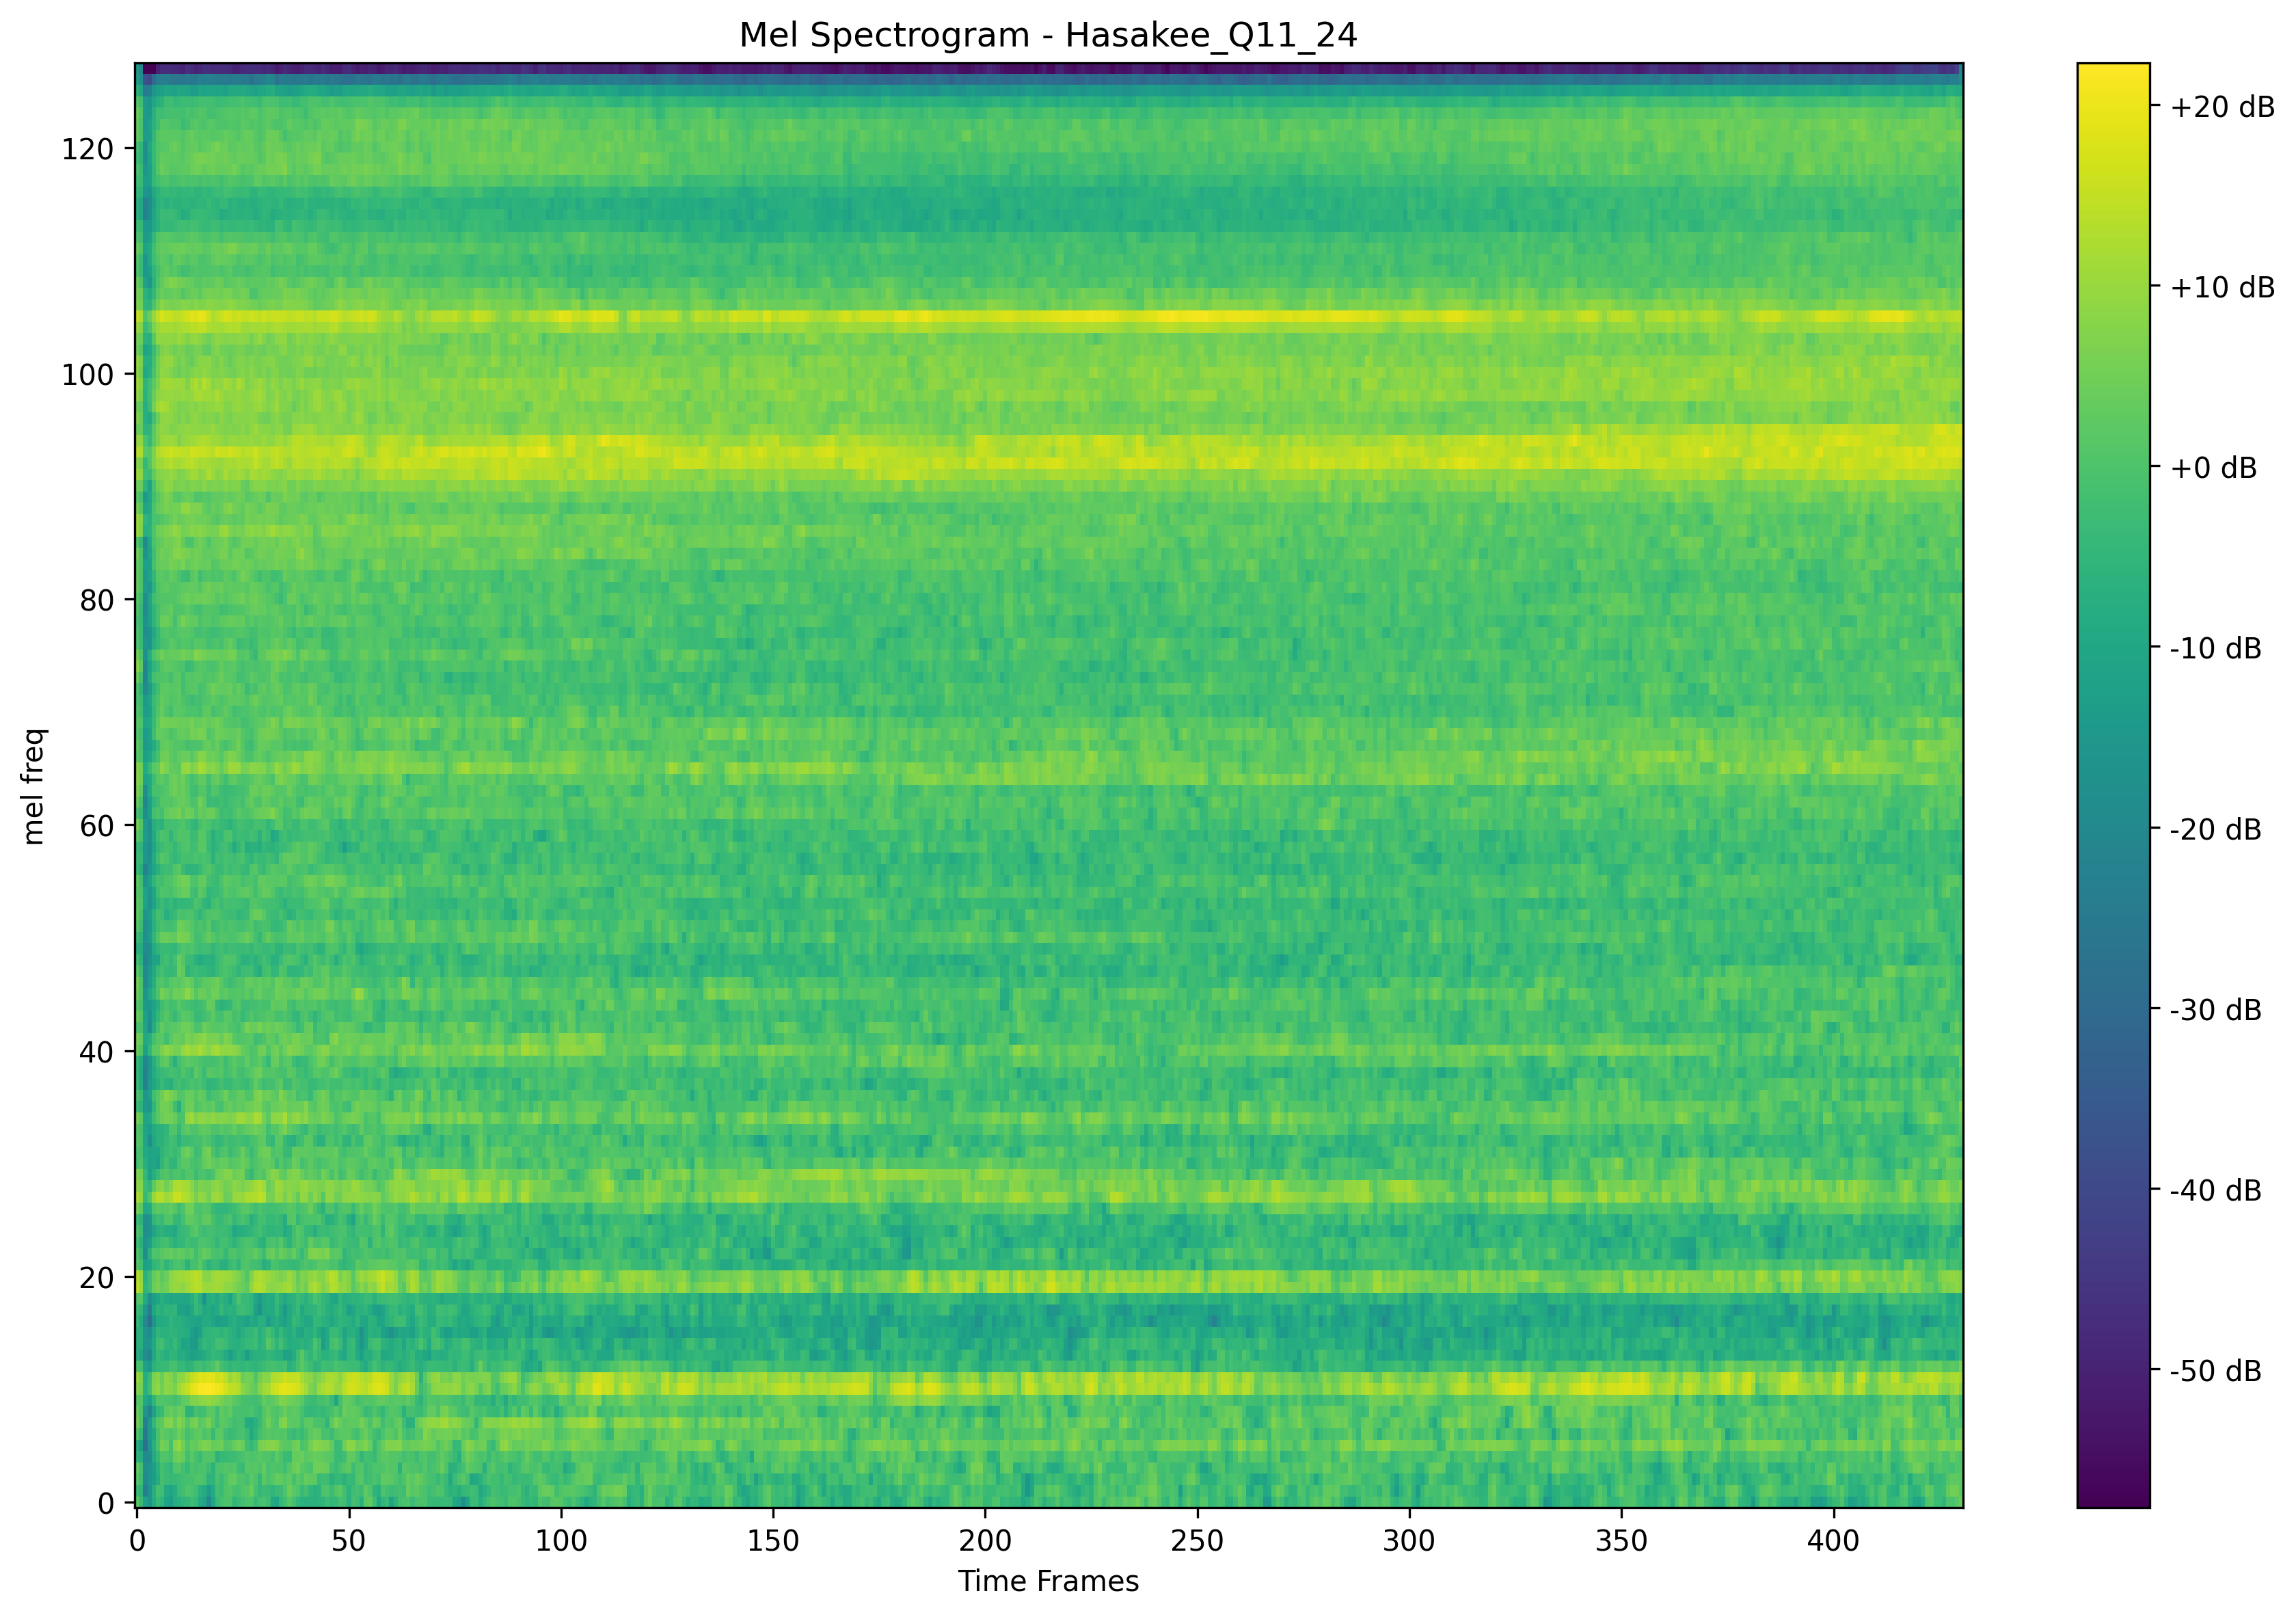 Mel Spectrogram - Hasakee_Q11_24
mel freq
120
100
80
60
40
20
0
0 50 100 150 200 250 300 350 400
Time Frames
+20 dB
+10 dB
+0 dB
-10 dB
-20 dB
-30 dB
-40 dB
-50 dB